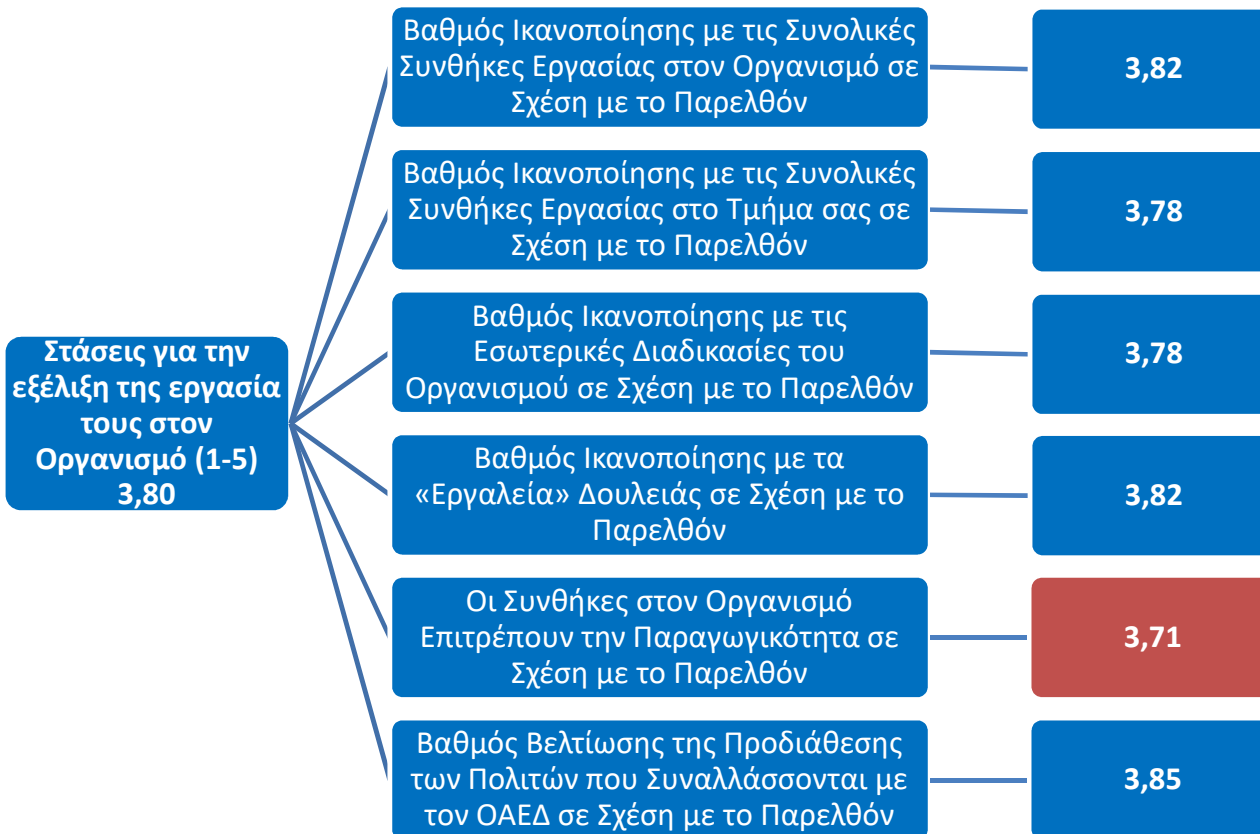 Βαθμός Ικανοποίησης με τις Συνολικές
Συνθήκες Εργασίας στον Οργανισμό σε
Σχέση με το Παρελθόν
3,82
Βαθμός Ικανοποίησης με τις Συνολικές
Συνθήκες Εργασίας στο Τμήμα σας σε
Σχέση με το Παρελθόν
3,78
Στάσεις για την
εξέλιξη της εργασία
τους στον
Οργανισμό (1-5)
3,80
Βαθμός Ικανοποίησης με τις
Εσωτερικές Διαδικασίες του
Οργανισμού σε Σχέση με το Παρελθόν
3,78
Βαθμός Ικανοποίησης με τα
«Εργαλεία» Δουλειάς σε Σχέση με το
Παρελθόν
3,82
Οι Συνθήκες στον Οργανισμό
Επιτρέπουν την Παραγωγικότητα σε
Σχέση με το Παρελθόν
3,71
Βαθμός Βελτίωσης της Προδιάθεσης
των Πολιτών που Συναλλάσσονται με
τον ΟΑΕΔ σε Σχέση με το Παρελθόν
3,85